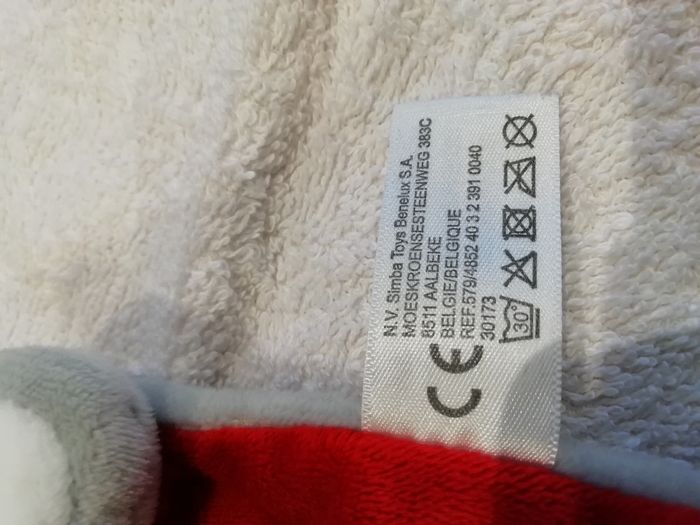 N.V. Simba Toys Benelux S.A.
MOESKROENSESTEENWEG 383C
8511 AALBEKE
BELGIE/BELGIQUE
REF.579/4852 40 3 2 391 0040
30173
CE
30°